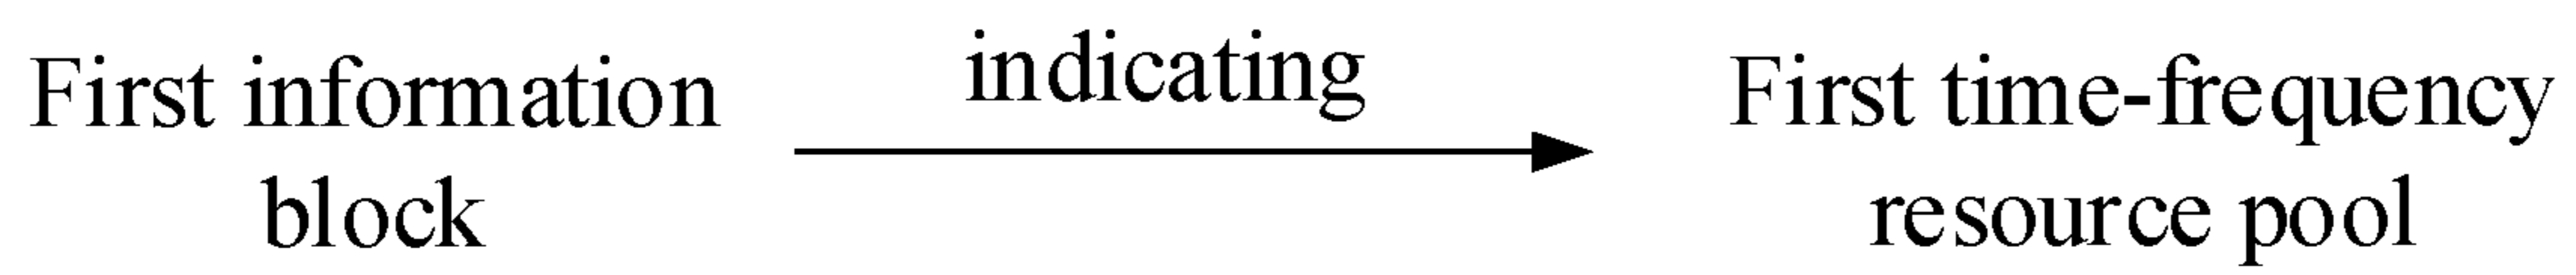 First information
block
indicating
First time-frequency
resource pool